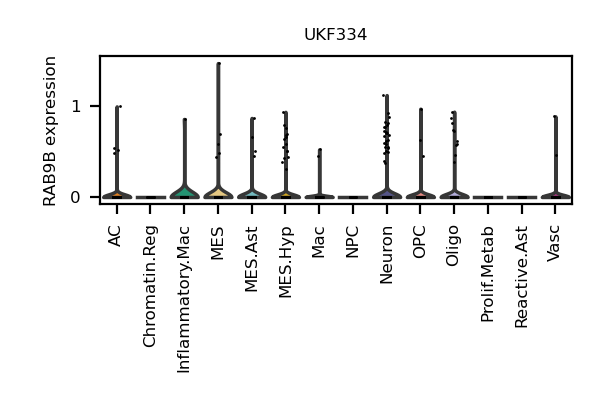 UKF334
RAB9B expression
1
0
AC
Chromatin.Reg
Inflammatory.Mac
MES
MES.Ast
MES.Hyp
Mac
NPC
Neuron
OPC
Oligo
Prolif.Metab
Reactive.Ast
Vasc